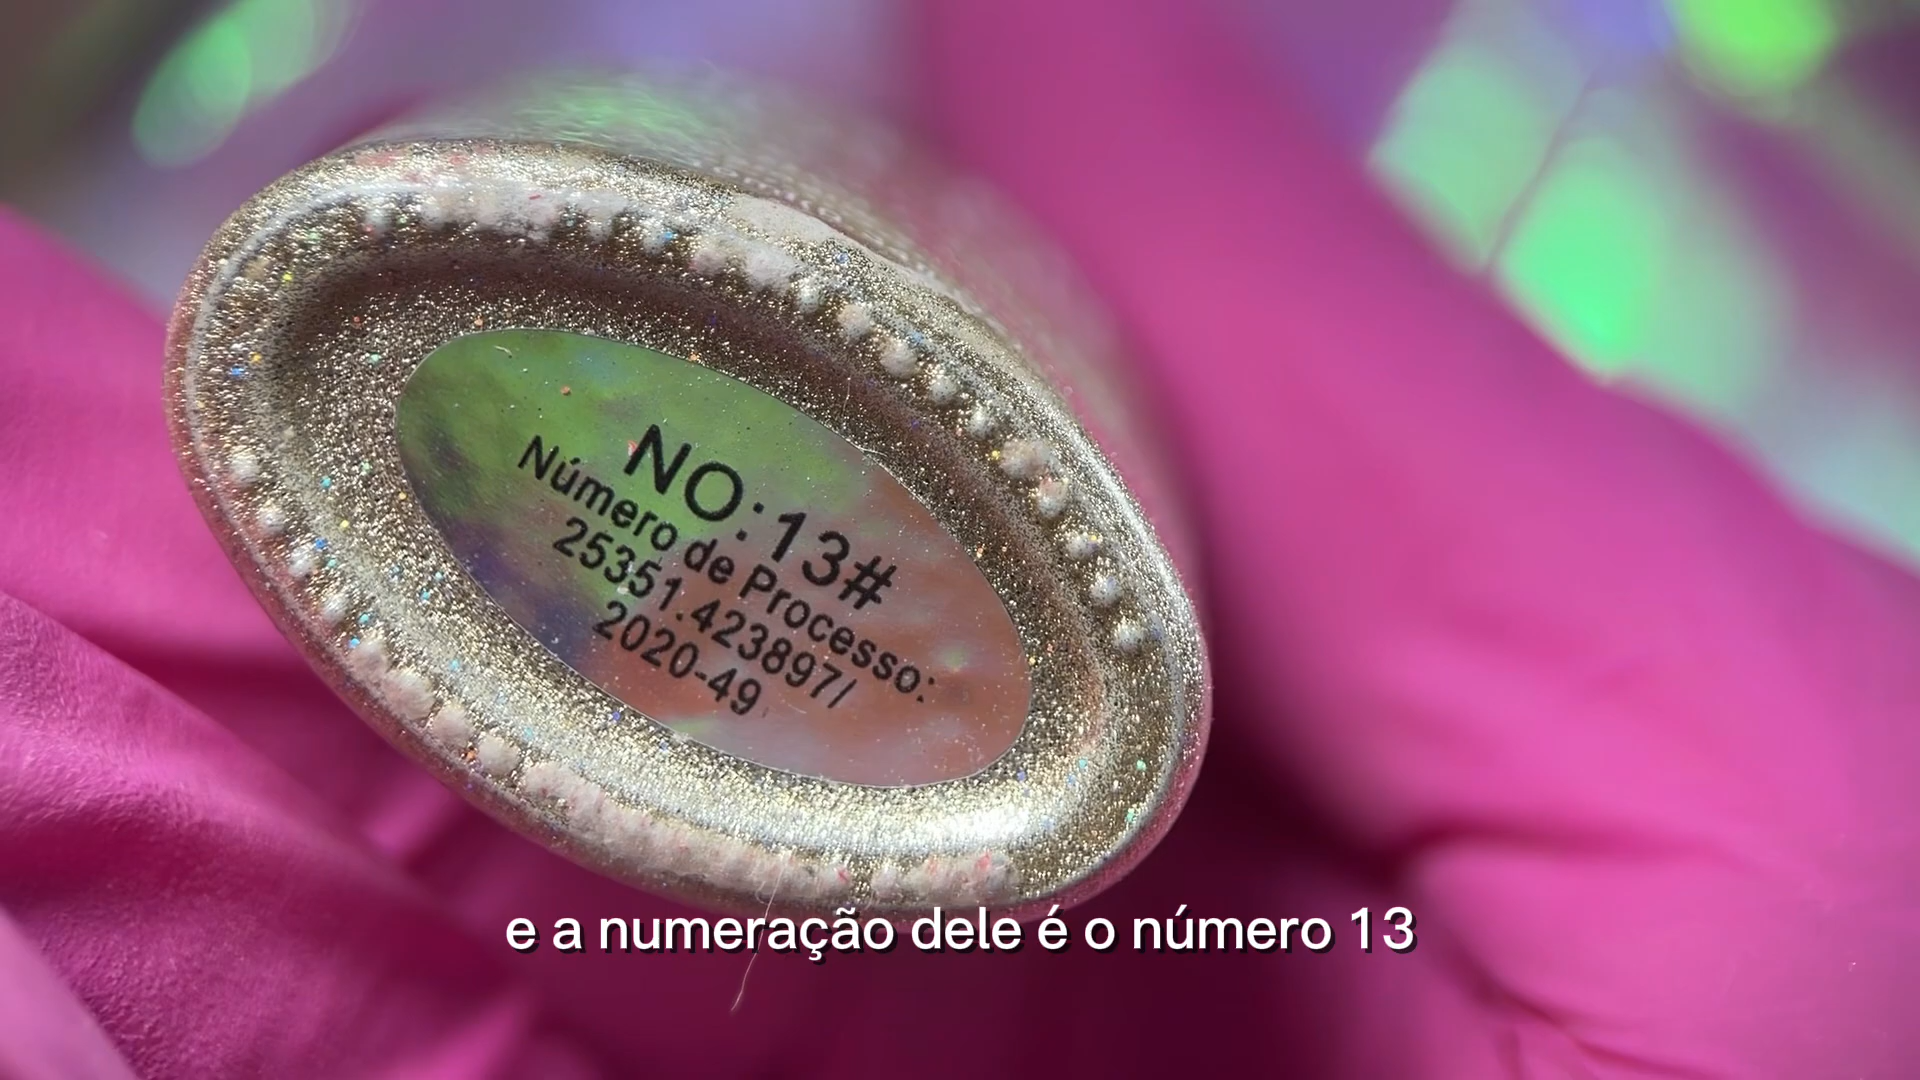 NO:13#
Número de Processo:
25351.423897/
2020-49
e a numeração dele é o número 13